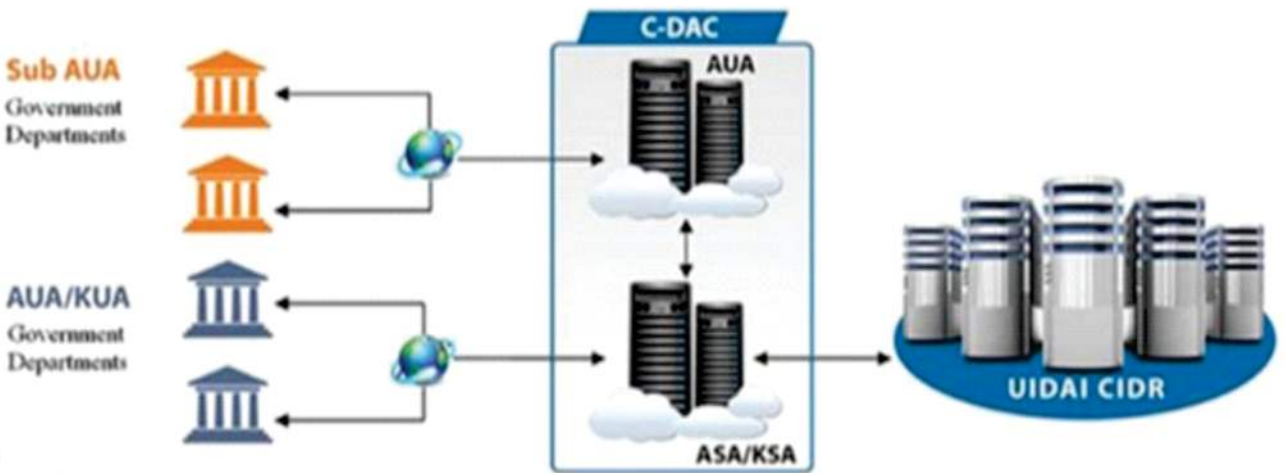 C-DAC
Sub AUA
Government
Departments
AUA
AUA/KUA
Government
Departments
ASA/KSA
UIDAI CIDR